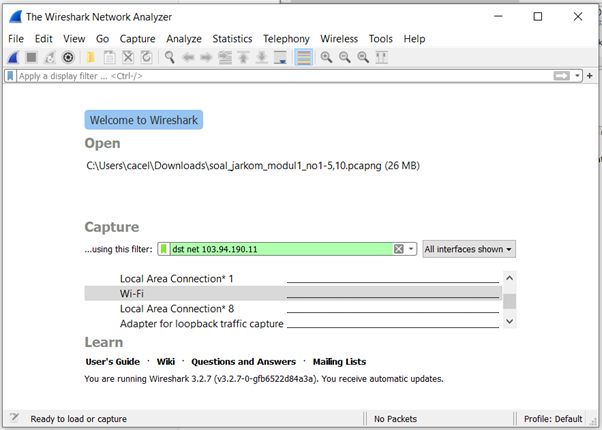 The Wireshark Network Analyzer
File Edit View Go Capture Analyze Statistics Telephony Wireless Tools Help
Apply a display filter ... <Ctrl-/>
Welcome to Wireshark
Open
C:\Users\cacel\Downloads\soal_jarkom_modul1_no1-5,10.pcapng (26 MB)
Capture
...using this filter: dst net 103.94.190.11 All interfaces shown
Local Area Connection* 1
Wi-Fi
Local Area Connection* 8
Adapter for loopback traffic capture
Learn
User's Guide · Wiki · Questions and Answers · Mailing Lists
You are running Wireshark 3.2.7 (v3.2.7-0-gfb6522d84a3a). You receive automatic updates.
Ready to load or capture No Packets Profile: Default